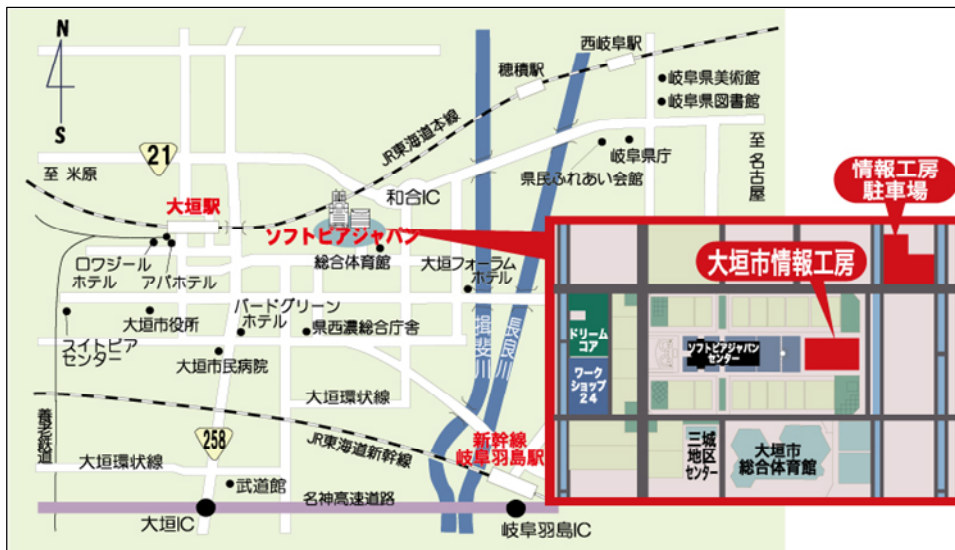 N
S
西岐阜駅
穂積駅
岐阜県美術館
岐阜県図書館
JR東海道本線
21
岐阜県庁
県民ふれあい会館
至 名古屋
至 米原
大垣駅
和合IC
ソフトピアジャパン
総合体育館
ロワジール
ホテル
アパホテル
大垣フォーラム
ホテル
バードグリーン
ホテル
大垣市役所
県西濃総合庁舎
スイトピア
センター
大垣市民病院
揖斐川
長良川
大垣環状線
養老鉄道
258
JR東海道新幹線
新幹線
岐阜羽島駅
大垣環状線
武道館
名神高速道路
大垣IC
岐阜羽島IC
情報工房
駐車場
大垣市情報工房
ドリーム
コア
ソフトピアジャパン
センター
ワーク
ショップ
24
三城
地区
センター
大垣市
総合体育館